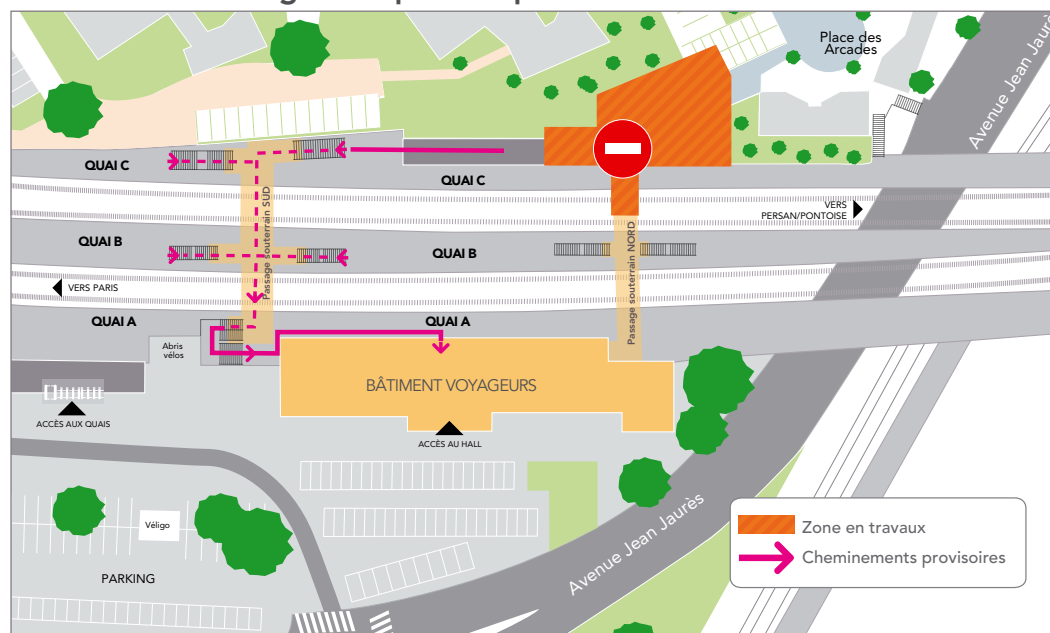 Place des
Arcades
Avenue Jean Jaurès
QUAI C
QUAI C
VERS
PERSAN/PONTOISE
Passage souterrain SUD
Passage souterrain NORD
QUAI B
QUAI B
VERS PARIS
QUAI A
QUAI A
Abris
vélos
BÂTIMENT VOYAGEURS
ACCÈS AUX QUAIS
ACCÈS AU HALL
Avenue Jean Jaurès
Véligo
PARKING
Zone en travaux
Cheminements provisoires